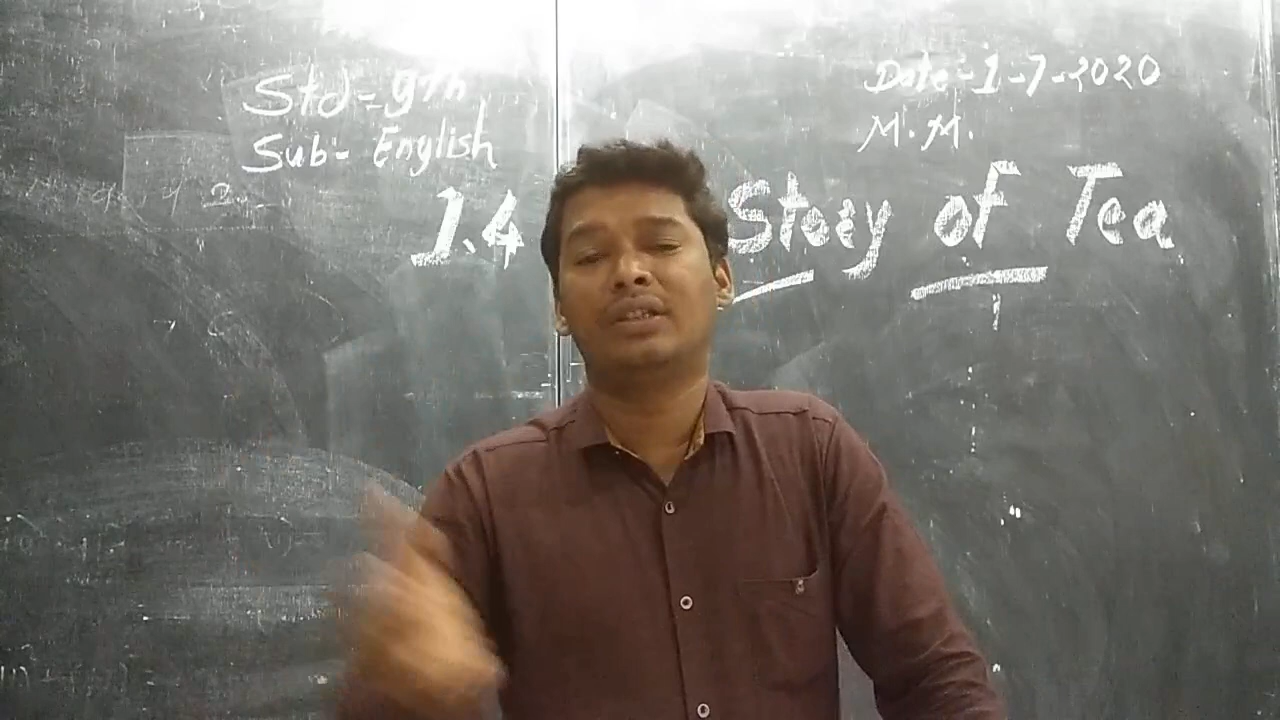 Std = 9th
Sub - English
Date - 1-7-2020
M. M.
1.4 Story of Tea